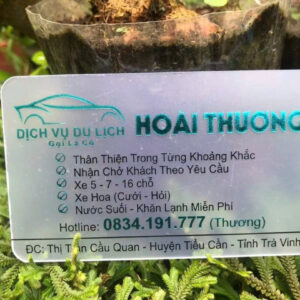 DỊCH VỤ DU LỊCH
Gọi Là Có
HOÀI THƯƠNG
Thân Thiện Trong Từng Khoảng Khắc
Nhận Chở Khách Theo Yêu Cầu
Xe 5 - 7 - 16 chỗ
Xe Hoa (Cưới - Hỏi)
Nước Suối - Khăn Lạnh Miễn Phí
Hotline: 0834.191.777 (Thương)
ĐC: Thị Trấn Cầu Quan - Huyện Tiểu Cần - Tỉnh Trà Vinh